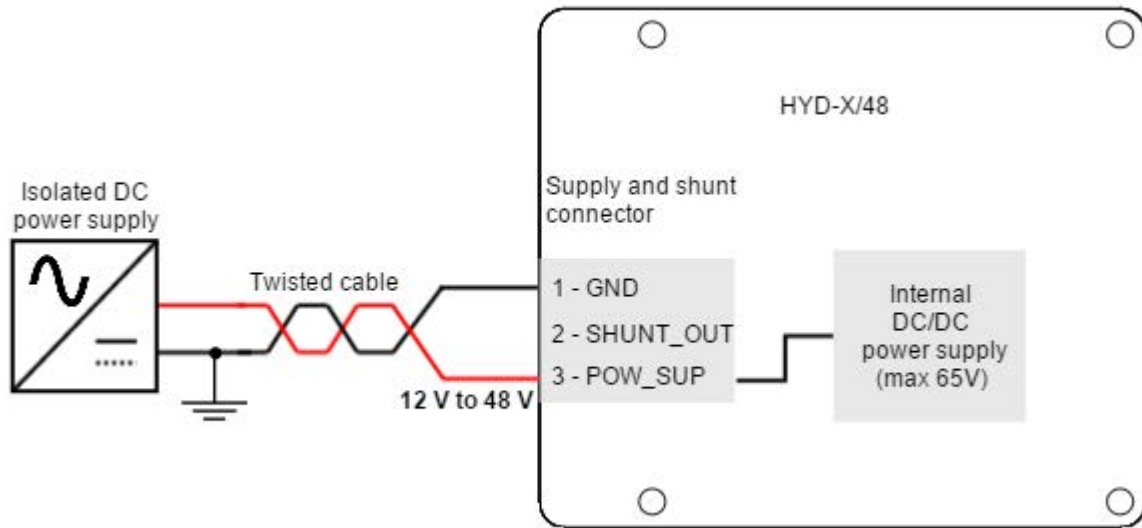 HYD-X/48
Isolated DC
power supply
Supply and shunt
connector
Twisted cable
1 - GND
2 - SHUNT_OUT
3 - POW_SUP
12 V to 48 V
Internal
DC/DC
power supply
(max 65V)